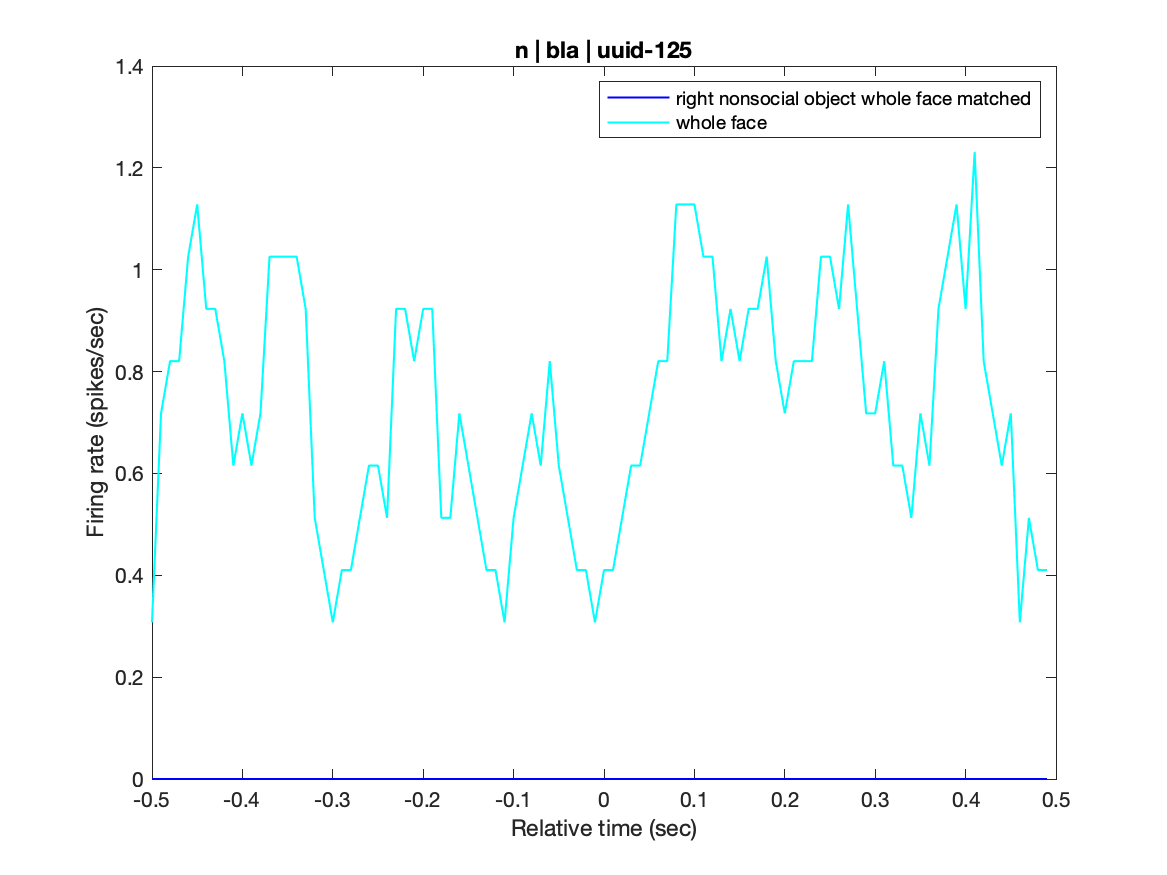 n | bla | uuid-125
right nonsocial object whole face matched
whole face
1.4
1.2
1
0.8
0.6
0.4
0.2
0
Firing rate (spikes/sec)
-0.5 -0.4 -0.3 -0.2 -0.1 0 0.1 0.2 0.3 0.4 0.5
Relative time (sec)